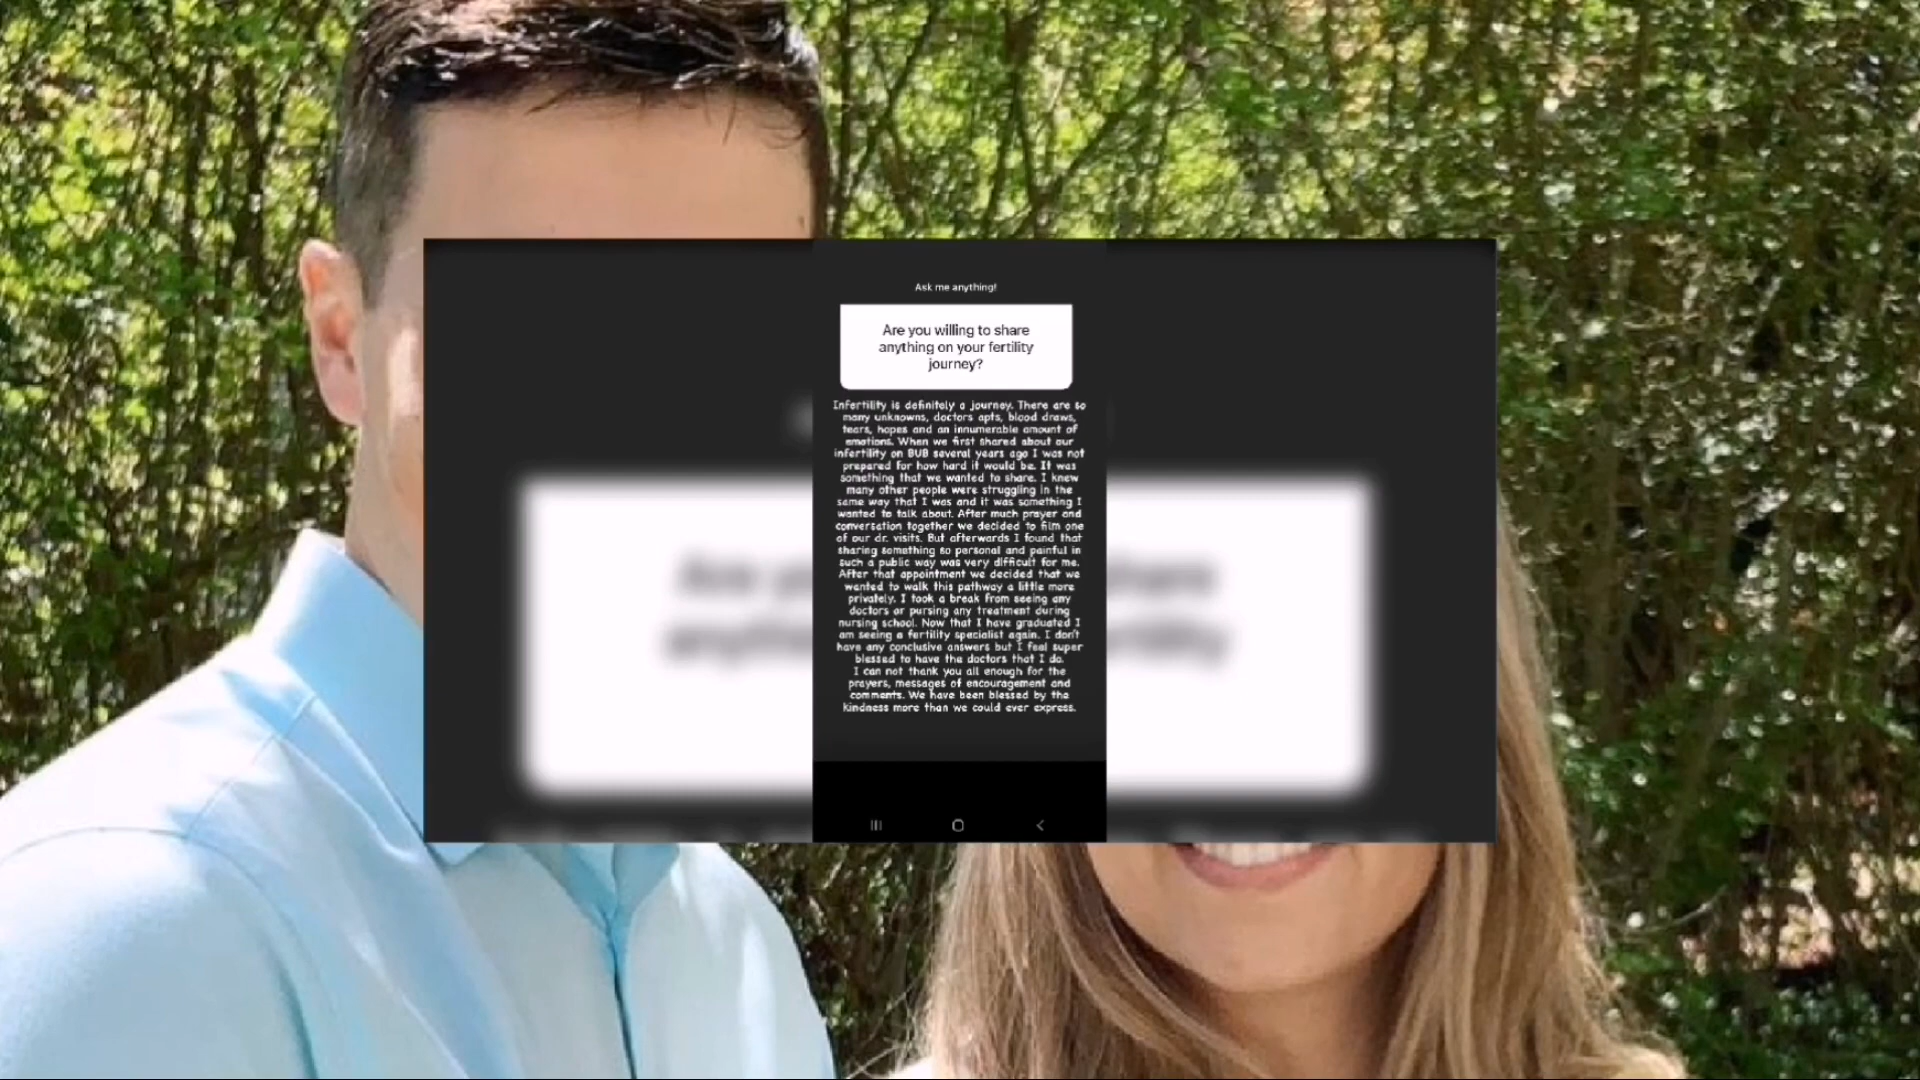 Ask me anything!
Are you willing to share
anything on your fertility
journey?
Infertility is definitely a journey. There are so
many unknowns, doctors apts, blood draws,
tears, hopes and an innumerable amount of
emotions. When we first shared about our
infertility on BUB several years ago I was not
prepared for how hard it would be. It was
something that we wanted to share. I knew
many other people were struggling in the
same way that I was and it was something I
wanted to talk about. After much prayer and
conversation together we decided to film one
of our dr. visits. But afterwards I found that
sharing something so personal and painful in
such a public way was very difficult for me.
After that appointment we decided that we
wanted to walk this pathway a little more
privately. I took a break from seeing any
doctors or pursing any treatment during
nursing school. Now that I have graduated I
am seeing a fertility specialist again. I don't
have any conclusive answers but I feel super
blessed to have the doctors that I do.
I can not thank you all enough for the
prayers, messages of encouragement and
comments. We have been blessed by the
kindness more than we could ever express.